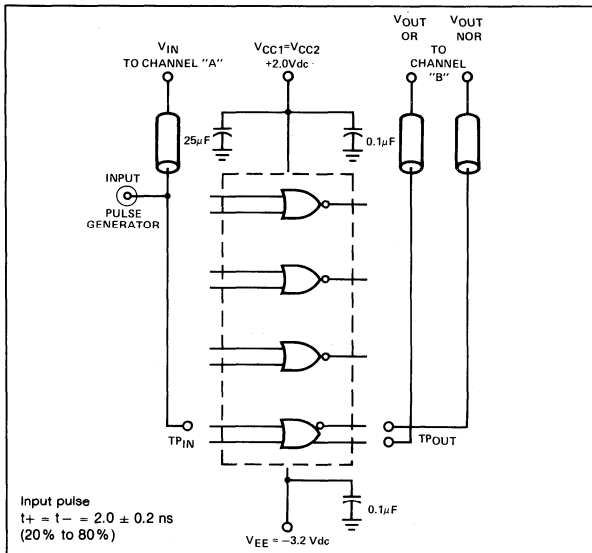 VOUT
OR
VOUT
NOR
VIN
TO CHANNEL "A"
VCC1=VCC2
+2.0Vdc
TO
CHANNEL
"B"
25μF
0.1μF
INPUT
PULSE
GENERATOR
TPIN
TPOUT
Input pulse
t+ = t− = 2.0 ± 0.2 ns
(20% to 80%)
0.1μF
VEE = −3.2 Vdc